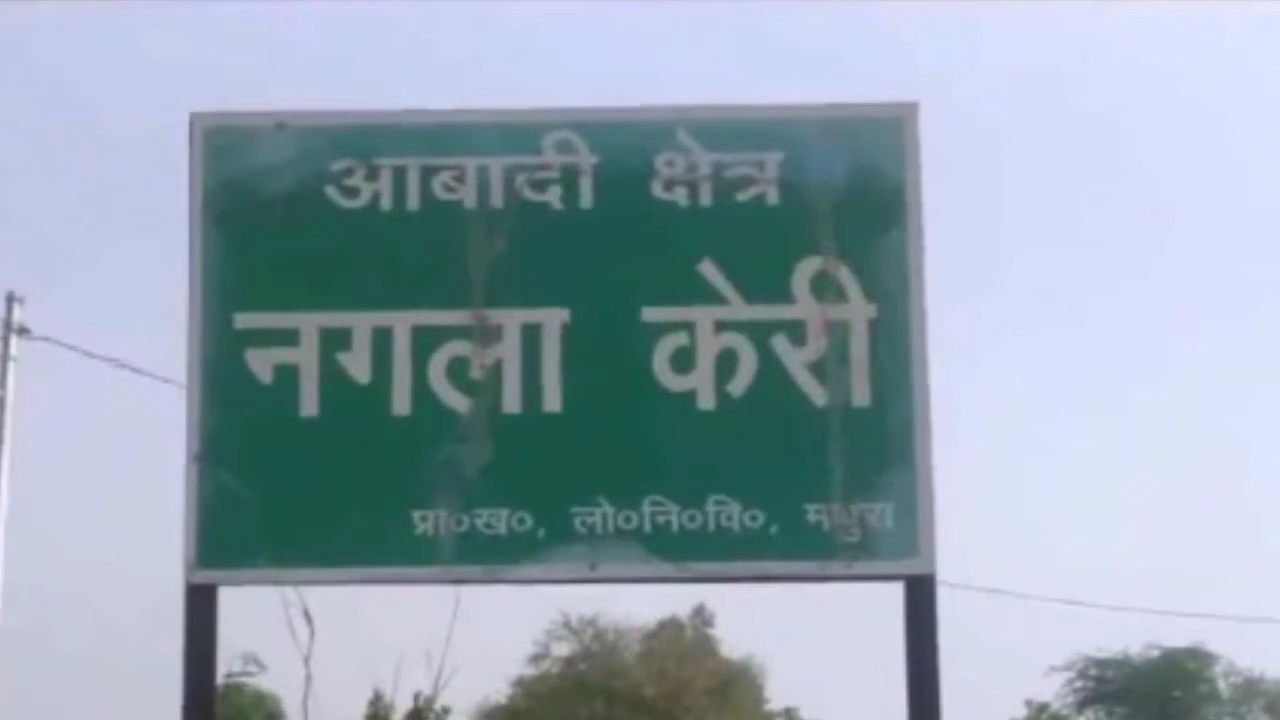 आबादी क्षेत्र
नगला केरी
प्रा०ख०, लो०नि०वि०, मथुरा